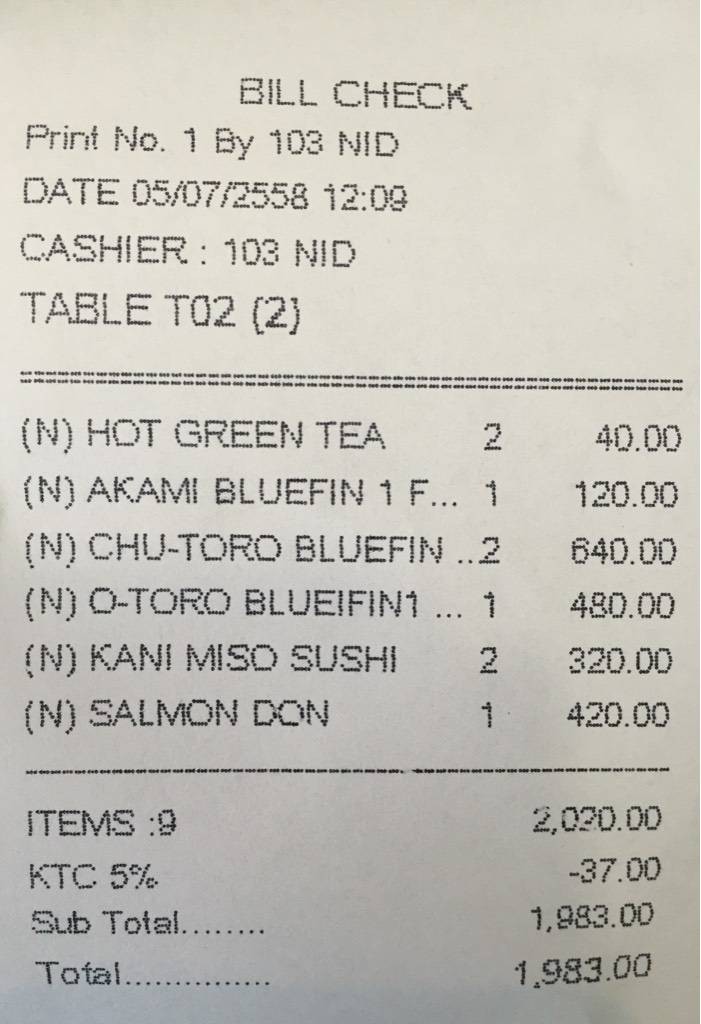 BILL CHECK
Print No. 1 By 103 NID
DATE 05/07/2558 12:09
CASHIER : 103 NID
TABLE T02 (2)
(N) HOT GREEN TEA 2 40.00
(N) AKAMI BLUEFIN 1 F... 1 120.00
(N) CHU-TORO BLUEFIN ..2 640.00
(N) O-TORO BLUEIFIN1 ... 1 480.00
(N) KANI MISO SUSHI 2 320.00
(N) SALMON DON 1 420.00
ITEMS :9 2,020.00
KTC 5% -37.00
Sub Total........ 1,983.00
Total............... 1,983.00